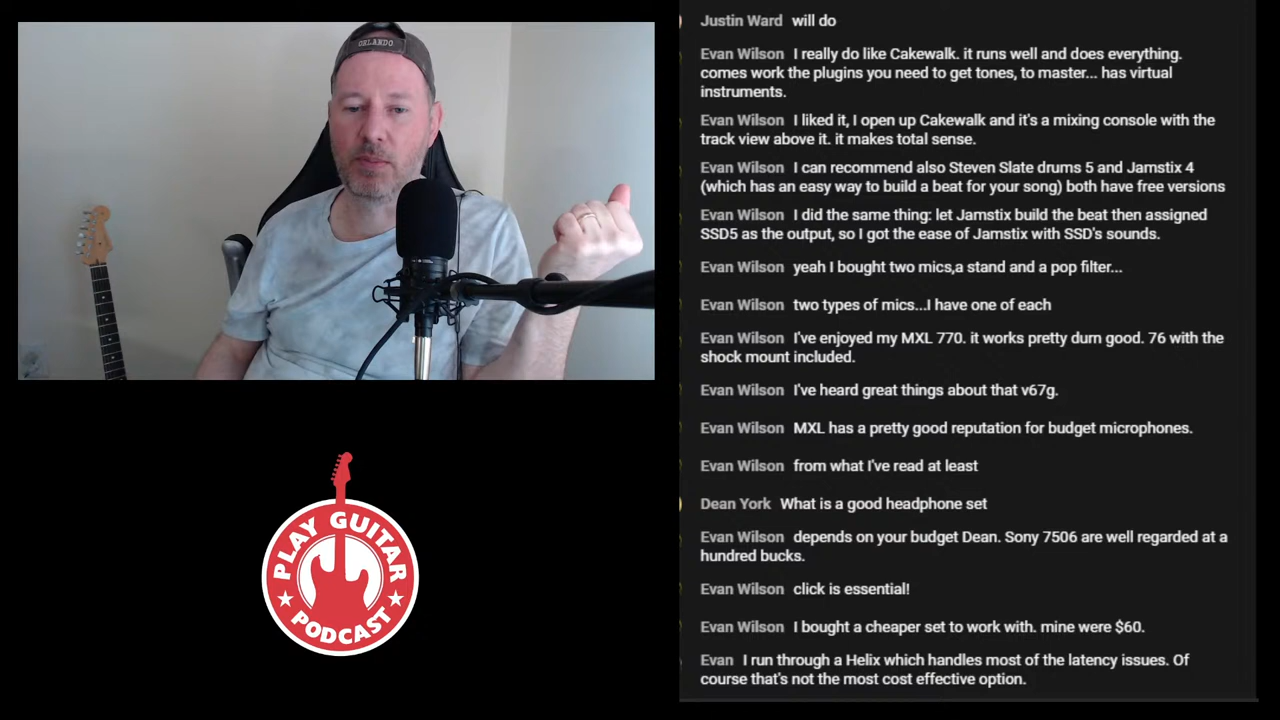 ORLANDO
PLAY GUITAR
PODCAST
Justin Ward will do
Evan Wilson I really do like Cakewalk. it runs well and does everything.
comes work the plugins you need to get tones, to master... has virtual
instruments.
Evan Wilson I liked it, I open up Cakewalk and it's a mixing console with the
track view above it. it makes total sense.
Evan Wilson I can recommend also Steven Slate drums 5 and Jamstix 4
(which has an easy way to build a beat for your song) both have free versions
Evan Wilson I did the same thing: let Jamstix build the beat then assigned
SSD5 as the output, so I got the ease of Jamstix with SSD's sounds.
Evan Wilson yeah I bought two mics,a stand and a pop filter...
Evan Wilson two types of mics...I have one of each
Evan Wilson I've enjoyed my MXL 770. it works pretty durn good. 76 with the
shock mount included.
Evan Wilson I've heard great things about that v67g.
Evan Wilson MXL has a pretty good reputation for budget microphones.
Evan Wilson from what I've read at least
Dean York What is a good headphone set
Evan Wilson depends on your budget Dean. Sony 7506 are well regarded at a
hundred bucks.
Evan Wilson click is essential!
Evan Wilson I bought a cheaper set to work with. mine were $60.
Evan I run through a Helix which handles most of the latency issues. Of
course that's not the most cost effective option.